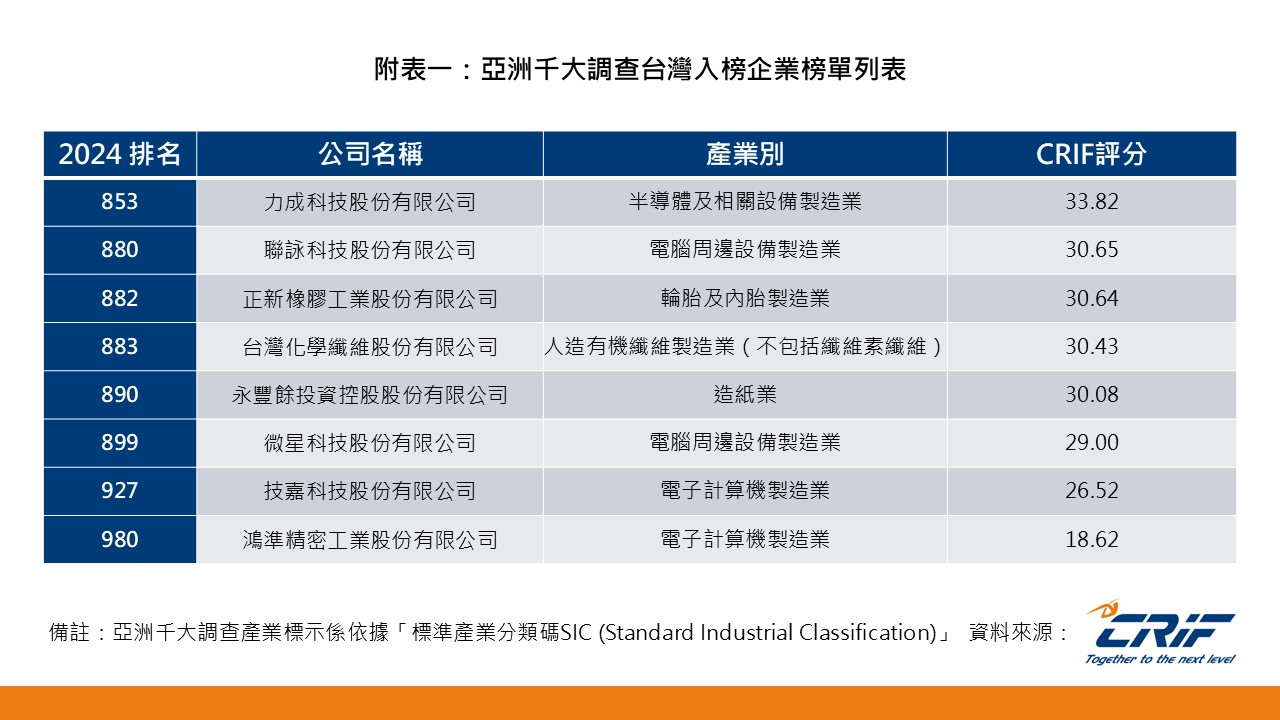 附表一：亞洲千大調查台灣入榜企業榜單列表
2024 排名 公司名稱 產業別 CRIF評分
853 力成科技股份有限公司 半導體及相關設備製造業 33.82
880 聯詠科技股份有限公司 電腦周邊設備製造業 30.65
882 正新橡膠工業股份有限公司 輪胎及內胎製造業 30.64
883 台灣化學纖維股份有限公司 人造有機纖維製造業（不包括纖維素纖維） 30.43
890 永豐餘投資控股股份有限公司 造紙業 30.08
899 微星科技股份有限公司 電腦周邊設備製造業 29.00
927 技嘉科技股份有限公司 電子計算機製造業 26.52
980 鴻準精密工業股份有限公司 電子計算機製造業 18.62
備註：亞洲千大調查產業標示係依據「標準產業分類碼SIC (Standard Industrial Classification)」 資料來源：
CRIF
Together to the next level